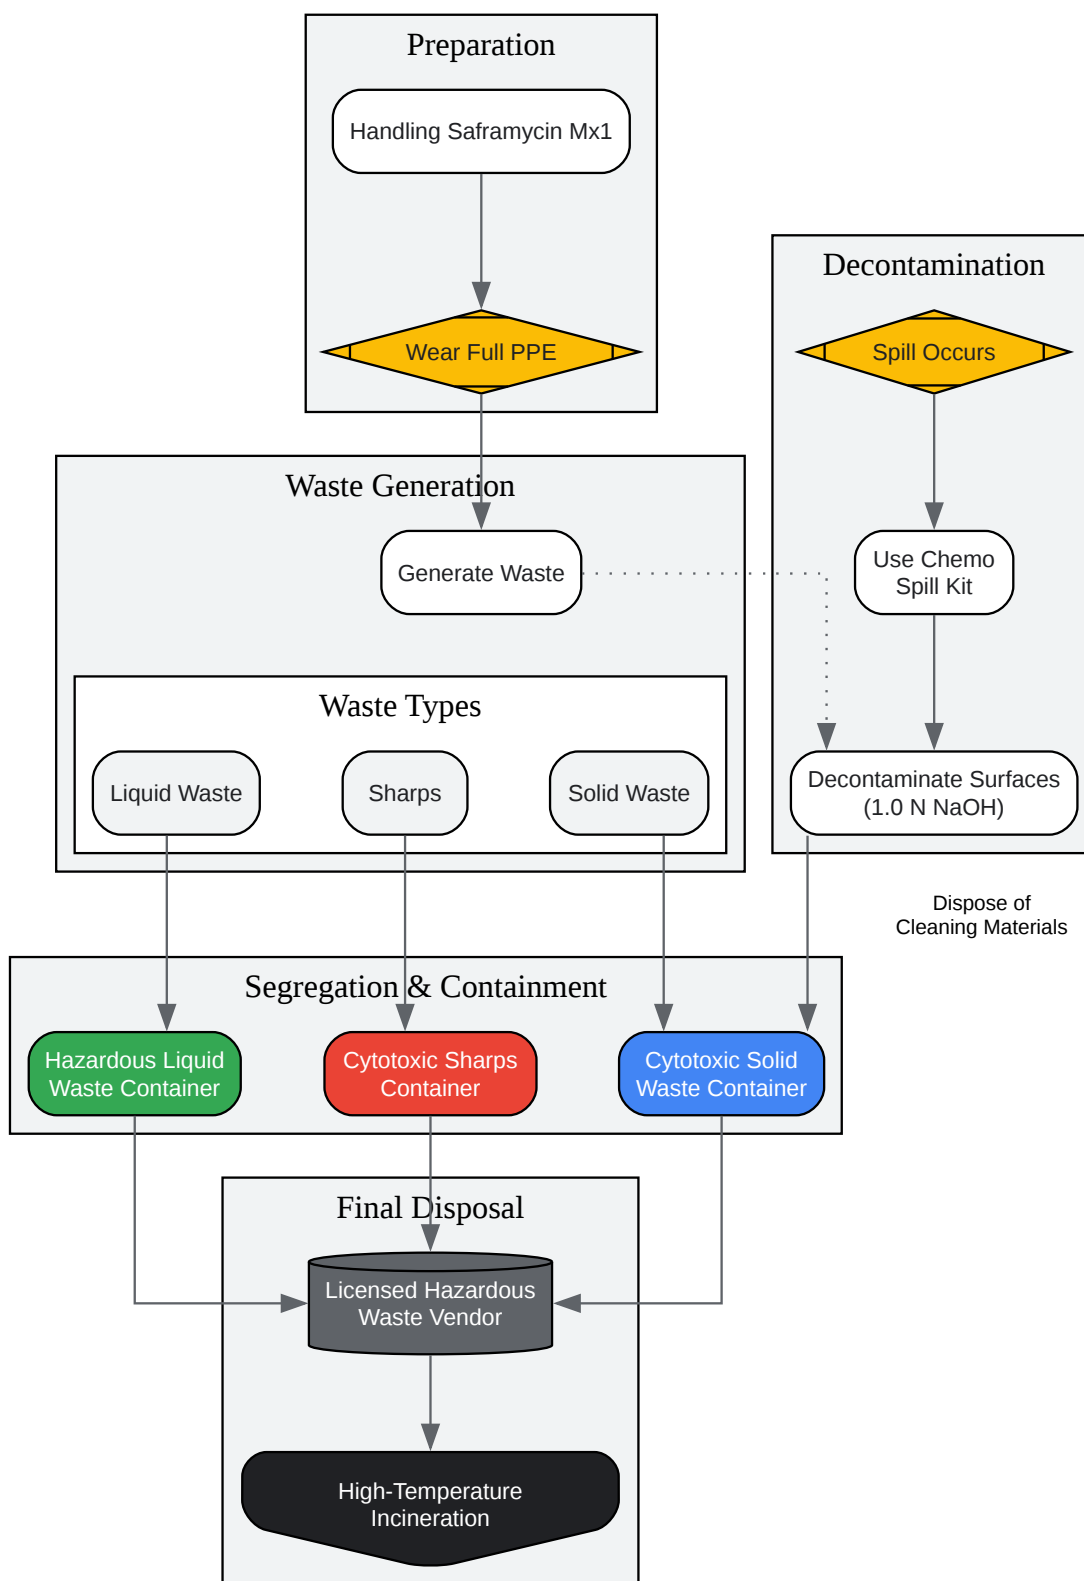 Preparation
Handling Saframycin Mx1
Wear Full PPE
Decontamination
Spill Occurs
Waste Generation
Generate Waste
Use Chemo
Spill Kit
Waste Types
Liquid Waste
Sharps
Solid Waste
Decontaminate Surfaces
(1.0 N NaOH)
Dispose of
Cleaning Materials
Segregation & Containment
Hazardous Liquid
Waste Container
Cytotoxic Sharps
Container
Cytotoxic Solid
Waste Container
Final Disposal
Licensed Hazardous
Waste Vendor
High-Temperature
Incineration